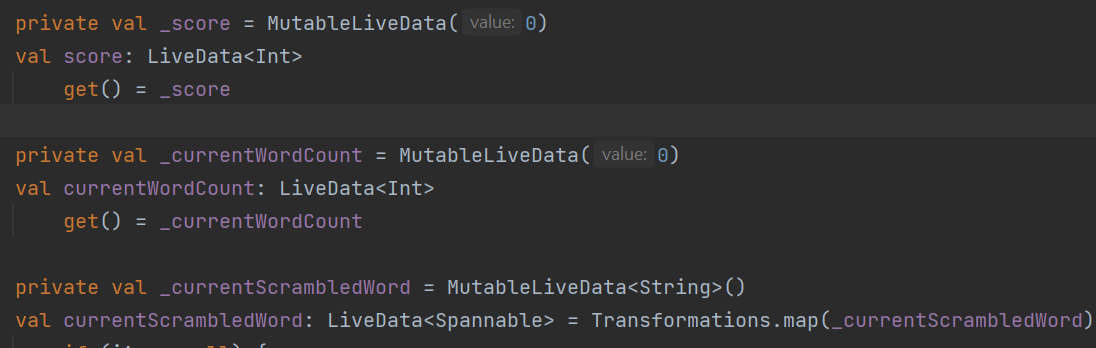 private val _score = MutableLiveData( value: 0)
val score: LiveData<Int>
get() = _score
private val _currentWordCount = MutableLiveData( value: 0)
val currentWordCount: LiveData<Int>
get() = _currentWordCount
private val _currentScrambledWord = MutableLiveData<String>()
val currentScrambledWord: LiveData<Spannable> = Transformations.map(_currentScrambledWord)